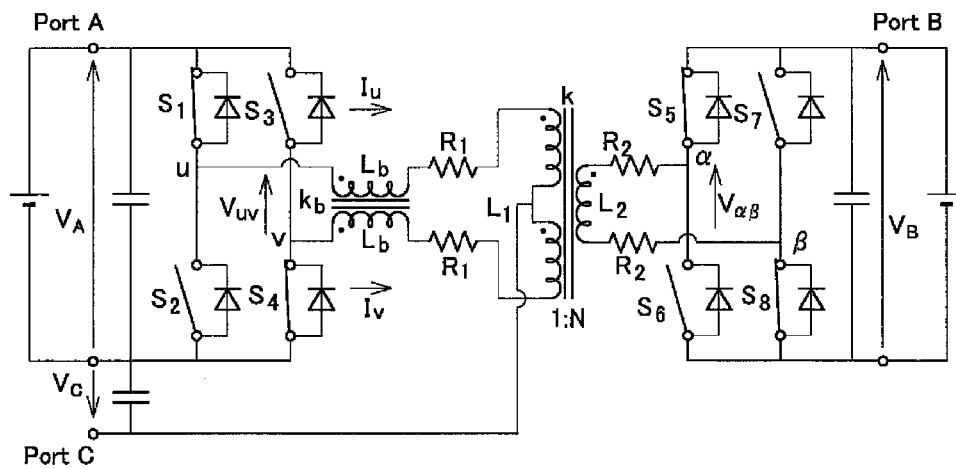 Port A
Port B
S1
S3
Iu
k
S5
S7
R1
R2
u
Lb
α
VA
Vuv
kb
L1
L2
Vαβ
VB
v
Lb
β
R1
R2
S2
S4
Iv
S6
S8
1:N
VC
Port C